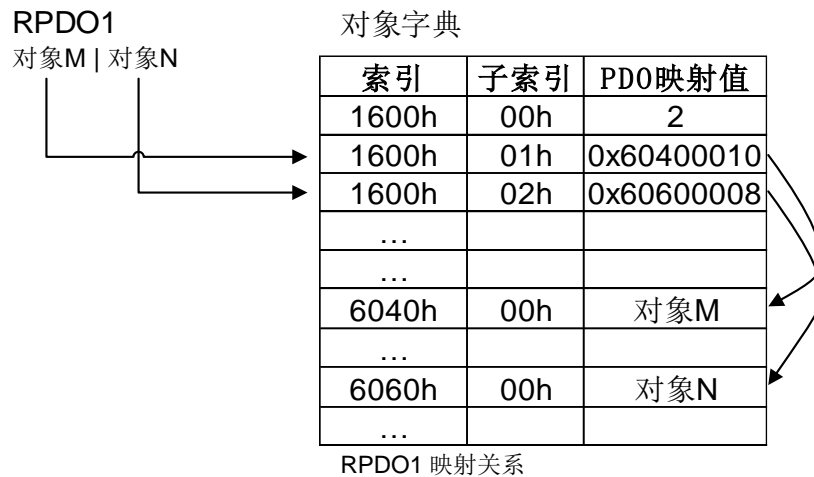 RPDO1
对象M | 对象N
对象字典
索引 子索引 PDO映射值
1600h 00h 2
1600h 01h 0x60400010
1600h 02h 0x60600008
…
…
6040h 00h 对象M
…
6060h 00h 对象N
…
RPDO1 映射关系